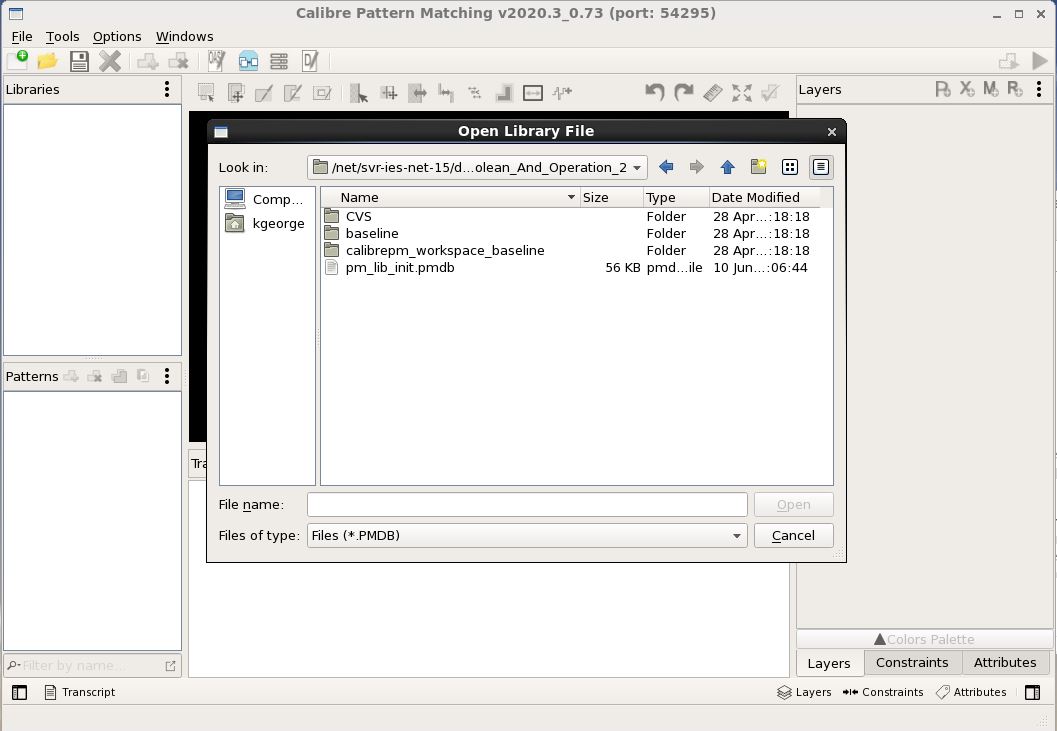 Calibre Pattern Matching v2020.3_0.73 (port: 54295)
File Tools Options Windows
Libraries
Layers
Open Library File
Look in: /net/svr-ies-net-15/d...olean_And_Operation_2
Comp...
kgeorge
Name Size Type Date Modified
CVS Folder 28 Apr...:18:18
baseline Folder 28 Apr...:18:18
calibrepm_workspace_baseline Folder 28 Apr...:18:18
pm_lib_init.pmdb 56 KB pmd...ile 10 Jun...:06:44
Patterns
Tra
File name: Open
Files of type: Files (*.PMDB) Cancel
Colors Palette
Filter by name...
Layers Constraints Attributes
Transcript
Layers Constraints Attributes